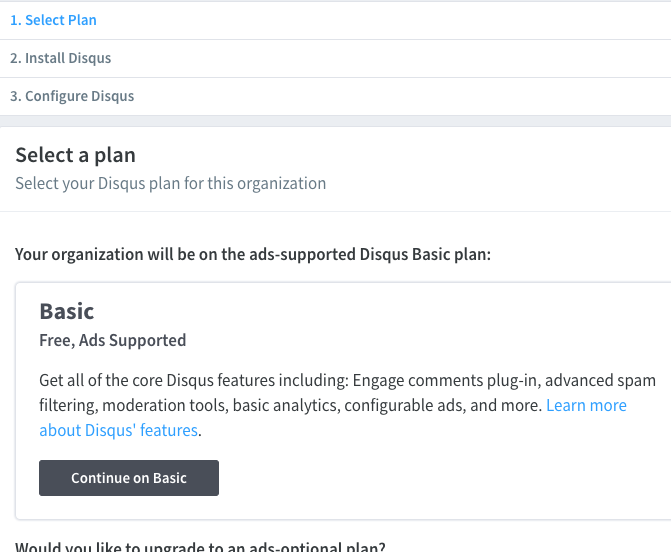 1. Select Plan
2. Install Disqus
3. Configure Disqus
Select a plan
Select your Disqus plan for this organization
Your organization will be on the ads-supported Disqus Basic plan:
Basic
Free, Ads Supported
Get all of the core Disqus features including: Engage comments plug-in, advanced spam
filtering, moderation tools, basic analytics, configurable ads, and more. Learn more
about Disqus' features.
Continue on Basic
Would you like to upgrade to an ads-optional plan?